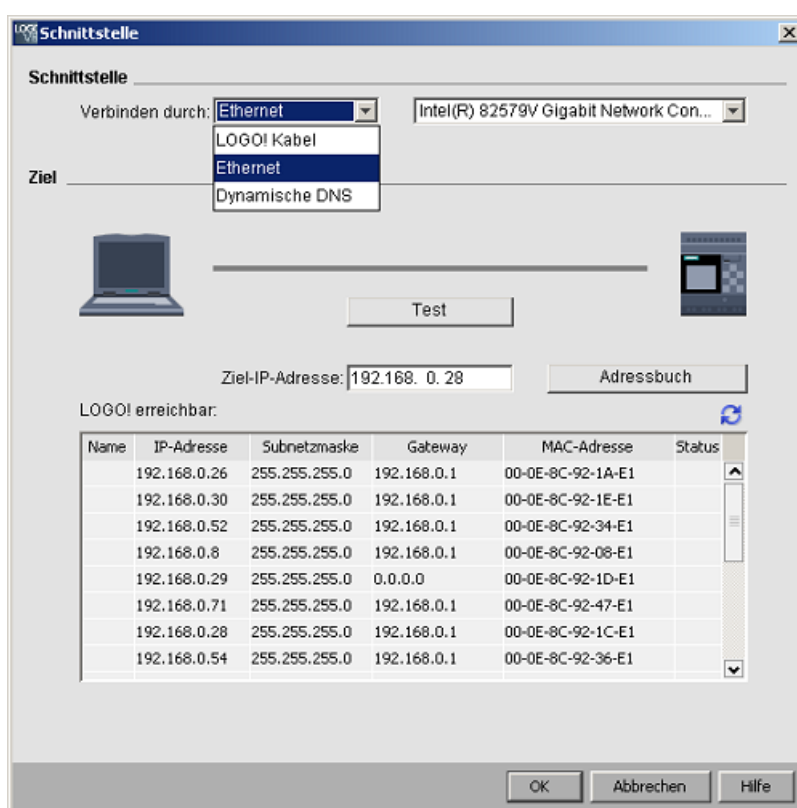 Schnittstelle
Schnittstelle
Verbinden durch: Ethernet Intel(R) 82579V Gigabit Network Con...
LOGO! Kabel
Ethernet
Dynamische DNS
Ziel
Test
Ziel-IP-Adresse: 192.168. 0. 28 Adressbuch
LOGO! erreichbar:
Name IP-Adresse Subnetzmaske Gateway MAC-Adresse Status
192.168.0.26 255.255.255.0 192.168.0.1 00-0E-8C-92-1A-E1
192.168.0.30 255.255.255.0 192.168.0.1 00-0E-8C-92-1E-E1
192.168.0.52 255.255.255.0 192.168.0.1 00-0E-8C-92-34-E1
192.168.0.8 255.255.255.0 192.168.0.1 00-0E-8C-92-08-E1
192.168.0.29 255.255.255.0 0.0.0.0 00-0E-8C-92-1D-E1
192.168.0.71 255.255.255.0 192.168.0.1 00-0E-8C-92-47-E1
192.168.0.28 255.255.255.0 192.168.0.1 00-0E-8C-92-1C-E1
192.168.0.54 255.255.255.0 192.168.0.1 00-0E-8C-92-36-E1
OK Abbrechen Hilfe